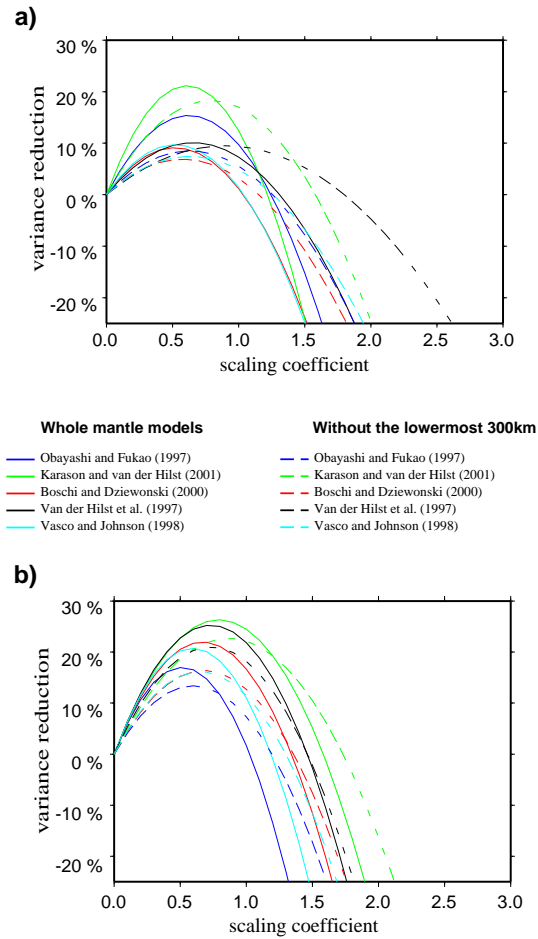 a)
30 %
20 %
10 %
0 %
-10 %
-20 %
variance reduction
0.0 0.5 1.0 1.5 2.0 2.5 3.0
scaling coefficient
Whole mantle models
Obayashi and Fukao (1997)
Karason and van der Hilst (2001)
Boschi and Dziewonski (2000)
Van der Hilst et al. (1997)
Vasco and Johnson (1998)
Without the lowermost 300km
Obayashi and Fukao (1997)
Karason and van der Hilst (2001)
Boschi and Dziewonski (2000)
Van der Hilst et al. (1997)
Vasco and Johnson (1998)
b)
30 %
20 %
10 %
0 %
-10 %
-20 %
variance reduction
0.0 0.5 1.0 1.5 2.0 2.5 3.0
scaling coefficient